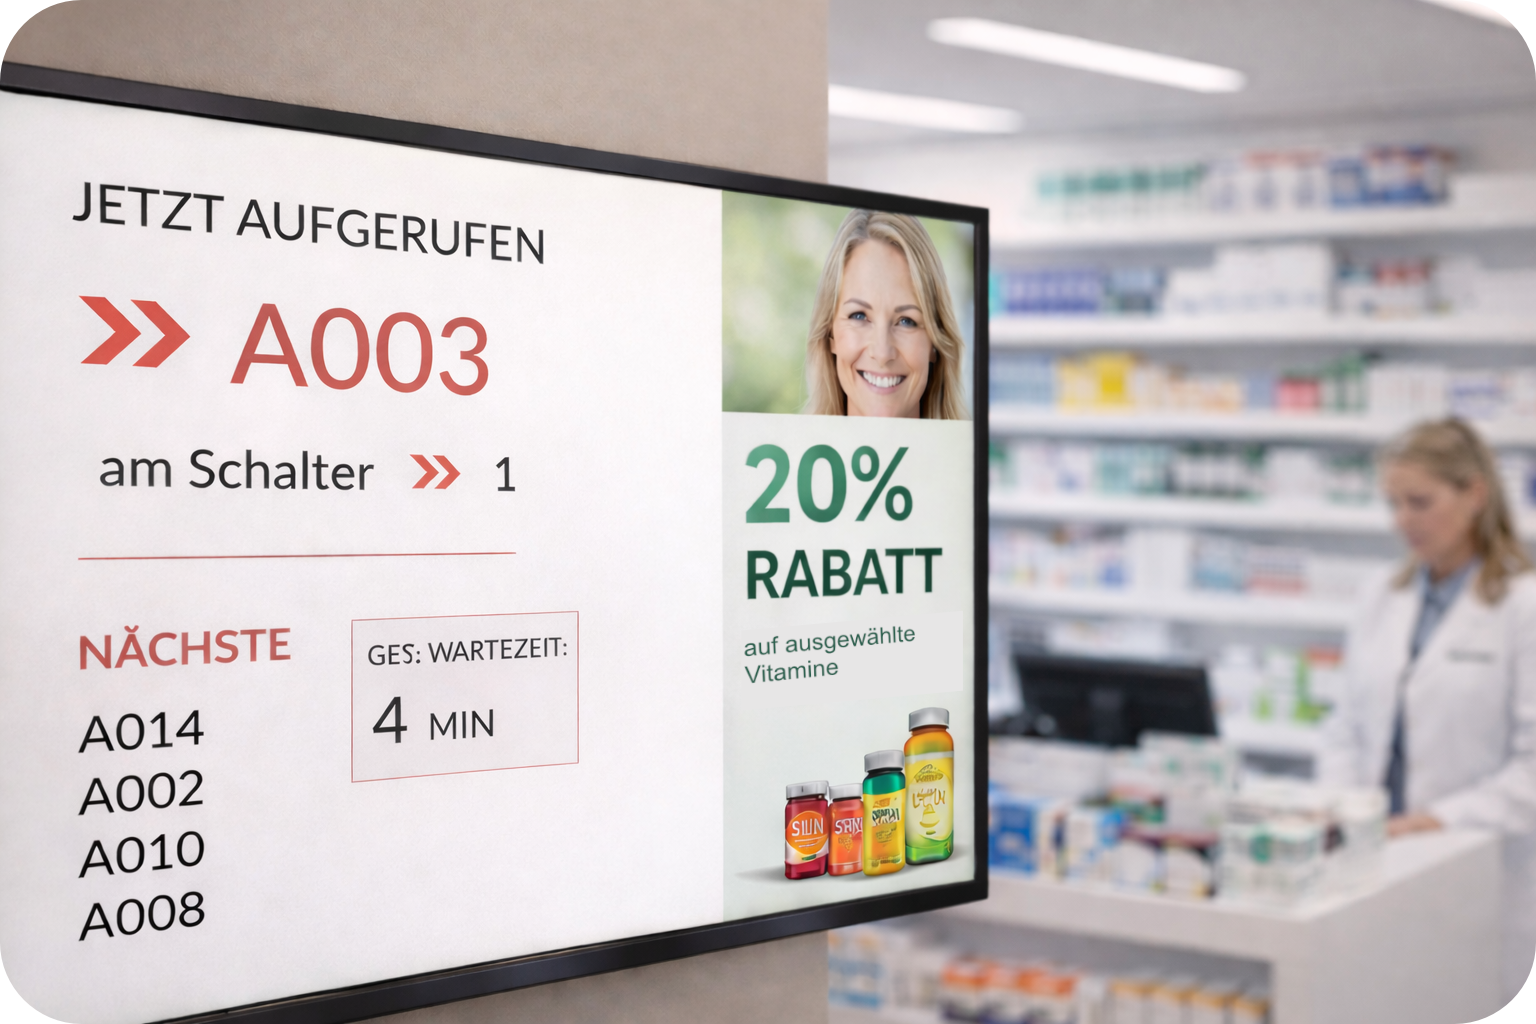 JETZT AUFGERUFEN
>> A003
am Schalter >> 1
NÄCHSTE
A014
A002
A010
A008
GES: WARTEZEIT:
4 MIN
20%
RABATT
auf ausgewählte
Vitamine
SUN